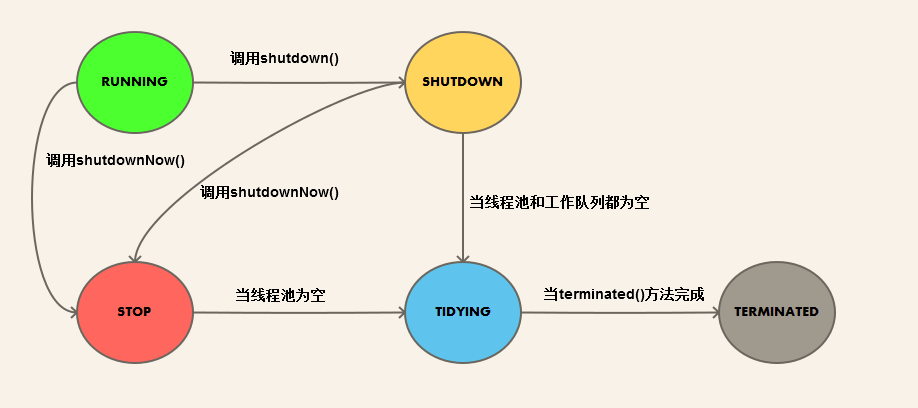 调用shutdown()
RUNNING
SHUTDOWN
调用shutdownNow()
调用shutdownNow()
当线程池和工作队列都为空
当线程池为空
当terminated()方法完成
STOP
TIDYING
TERMINATED